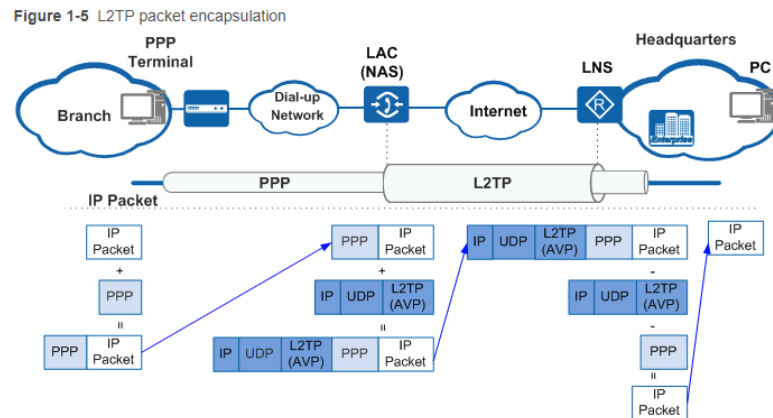 Figure 1-5 L2TP packet encapsulation
PPP
Terminal
Branch
Dial-up
Network
LAC
(NAS)
Internet
LNS
Headquarters
PC
Enterprise
R
PPP
L2TP
IP Packet
IP
Packet
+
PPP
=
PPP
IP
Packet
PPP
IP
Packet
+
IP
UDP
L2TP
(AVP)
=
IP
UDP
L2TP
(AVP)
PPP
IP
Packet
IP
UDP
L2TP
(AVP)
PPP
IP
Packet
-
IP
UDP
L2TP
(AVP)
-
PPP
=
IP
Packet
IP
Packet